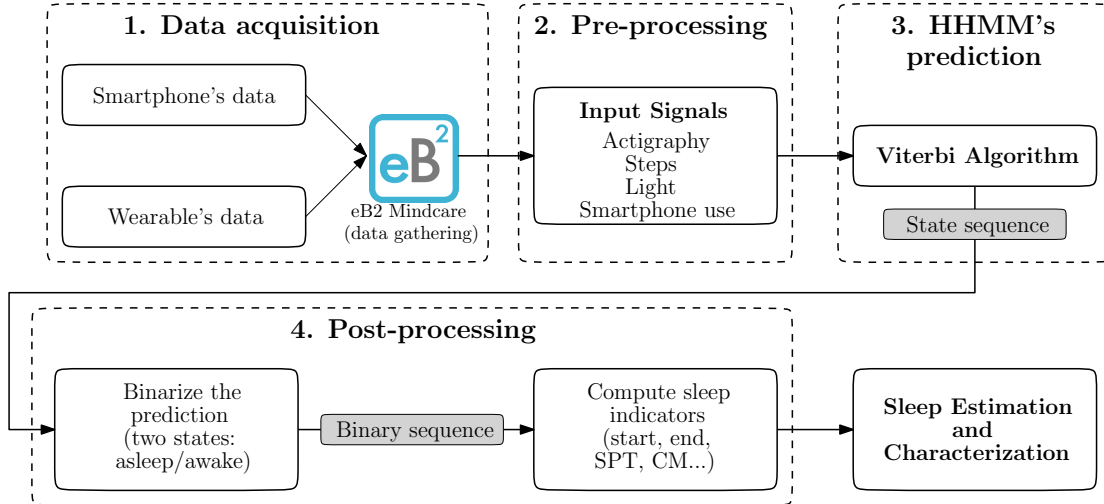 1. Data acquisition
Smartphone's data
Wearable's data
eB2
eB2 Mindcare
(data gathering)
2. Pre-processing
Input Signals
Actigraphy
Steps
Light
Smartphone use
3. HHMM's
prediction
Viterbi Algorithm
State sequence
4. Post-processing
Binarize the
prediction
(two states:
asleep/awake)
Binary sequence
Compute sleep
indicators
(start, end,
SPT, CM...)
Sleep Estimation
and
Characterization